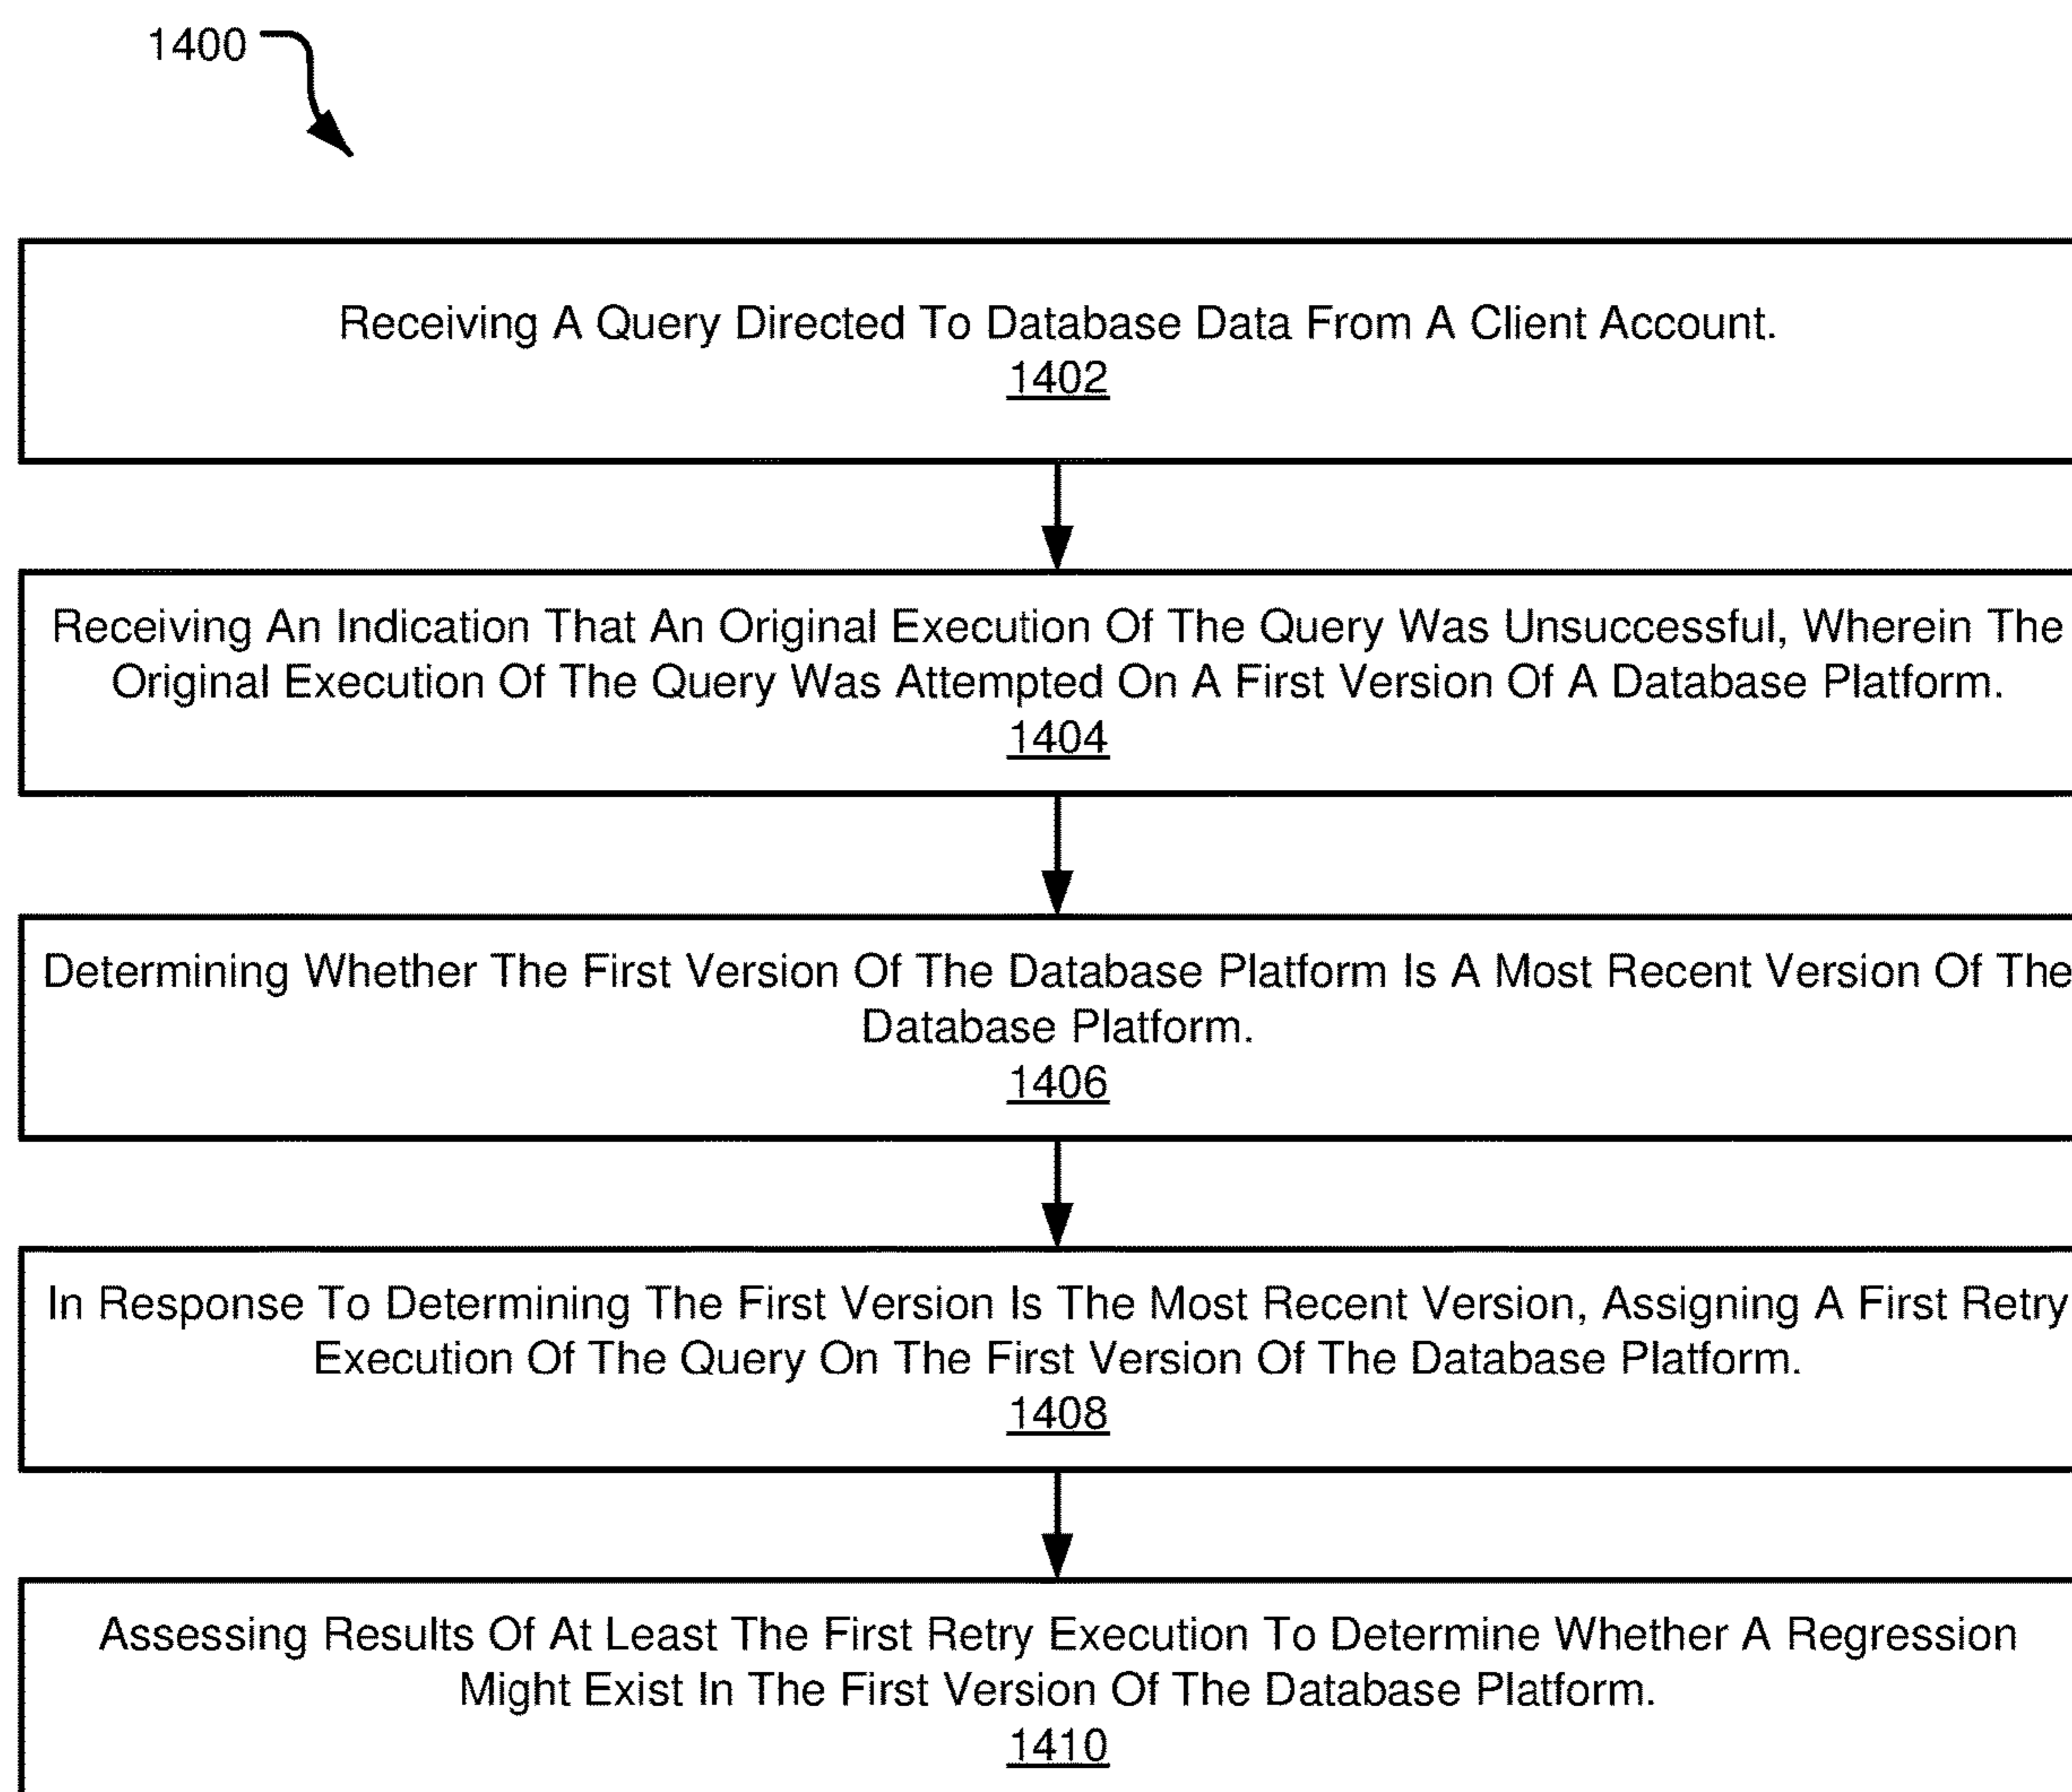 1400
Receiving A Query Directed To Database Data From A Client Account.
1402
Receiving An Indication That An Original Execution Of The Query Was Unsuccessful, Wherein The
Original Execution Of The Query Was Attempted On A First Version Of A Database Platform.
1404
Determining Whether The First Version Of The Database Platform Is A Most Recent Version Of The
Database Platform.
1406
In Response To Determining The First Version Is The Most Recent Version, Assigning A First Retry
Execution Of The Query On The First Version Of The Database Platform.
1408
Assessing Results Of At Least The First Retry Execution To Determine Whether A Regression
Might Exist In The First Version Of The Database Platform.
1410